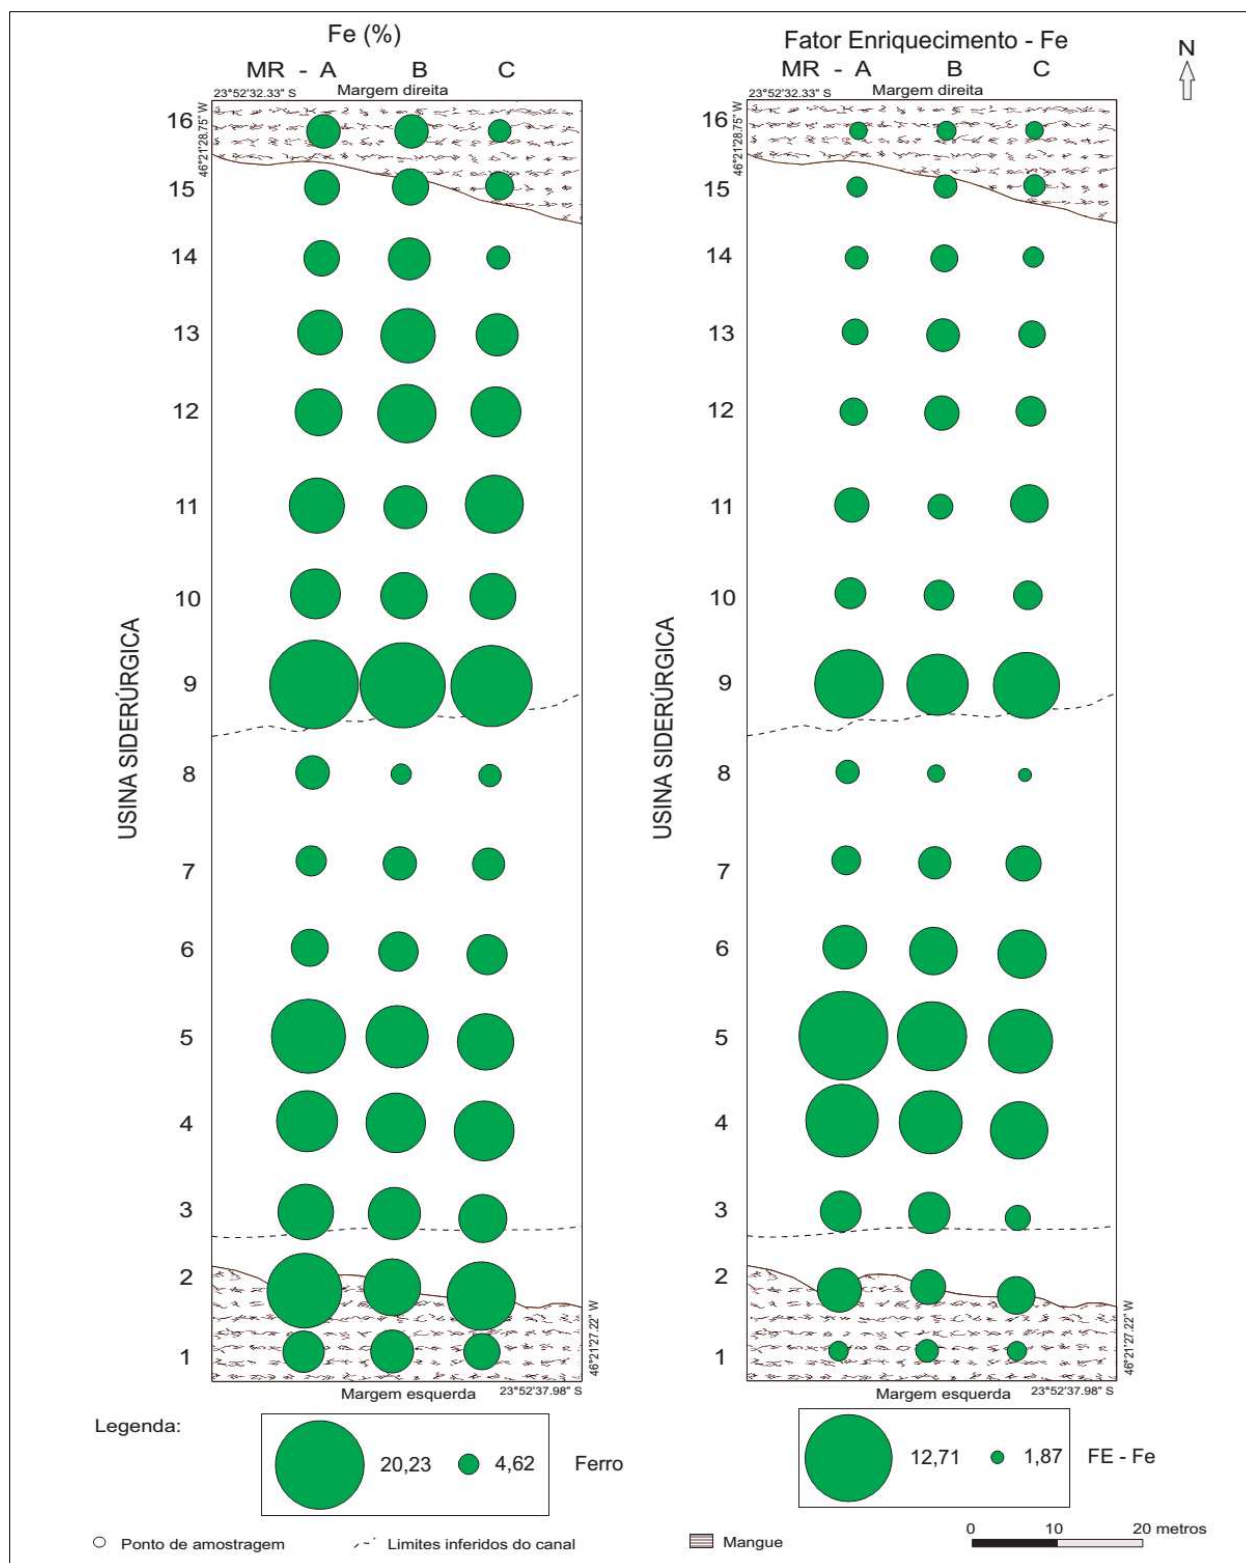 Fe (%)
MR - A B C
23°52'32.33" S
Margem direita
46°21'28.75" W
16
15
14
13
12
11
10
9
8
7
6
5
4
3
2
1
USINA SIDERÚRGICA
46°21'27.22" W
Margem esquerda
23°52'37.98" S
Fator Enriquecimento - Fe
MR - A B C
23°52'32.33" S
Margem direita
46°21'28.75" W
16
15
14
13
12
11
10
9
8
7
6
5
4
3
2
1
USINA SIDERÚRGICA
46°21'27.22" W
Margem esquerda
23°52'37.98" S
N
Legenda:
20,23 4,62 Ferro
12,71 1,87 FE - Fe
Ponto de amostragem
Limites inferidos do canal
Mangue
0 10 20 metros